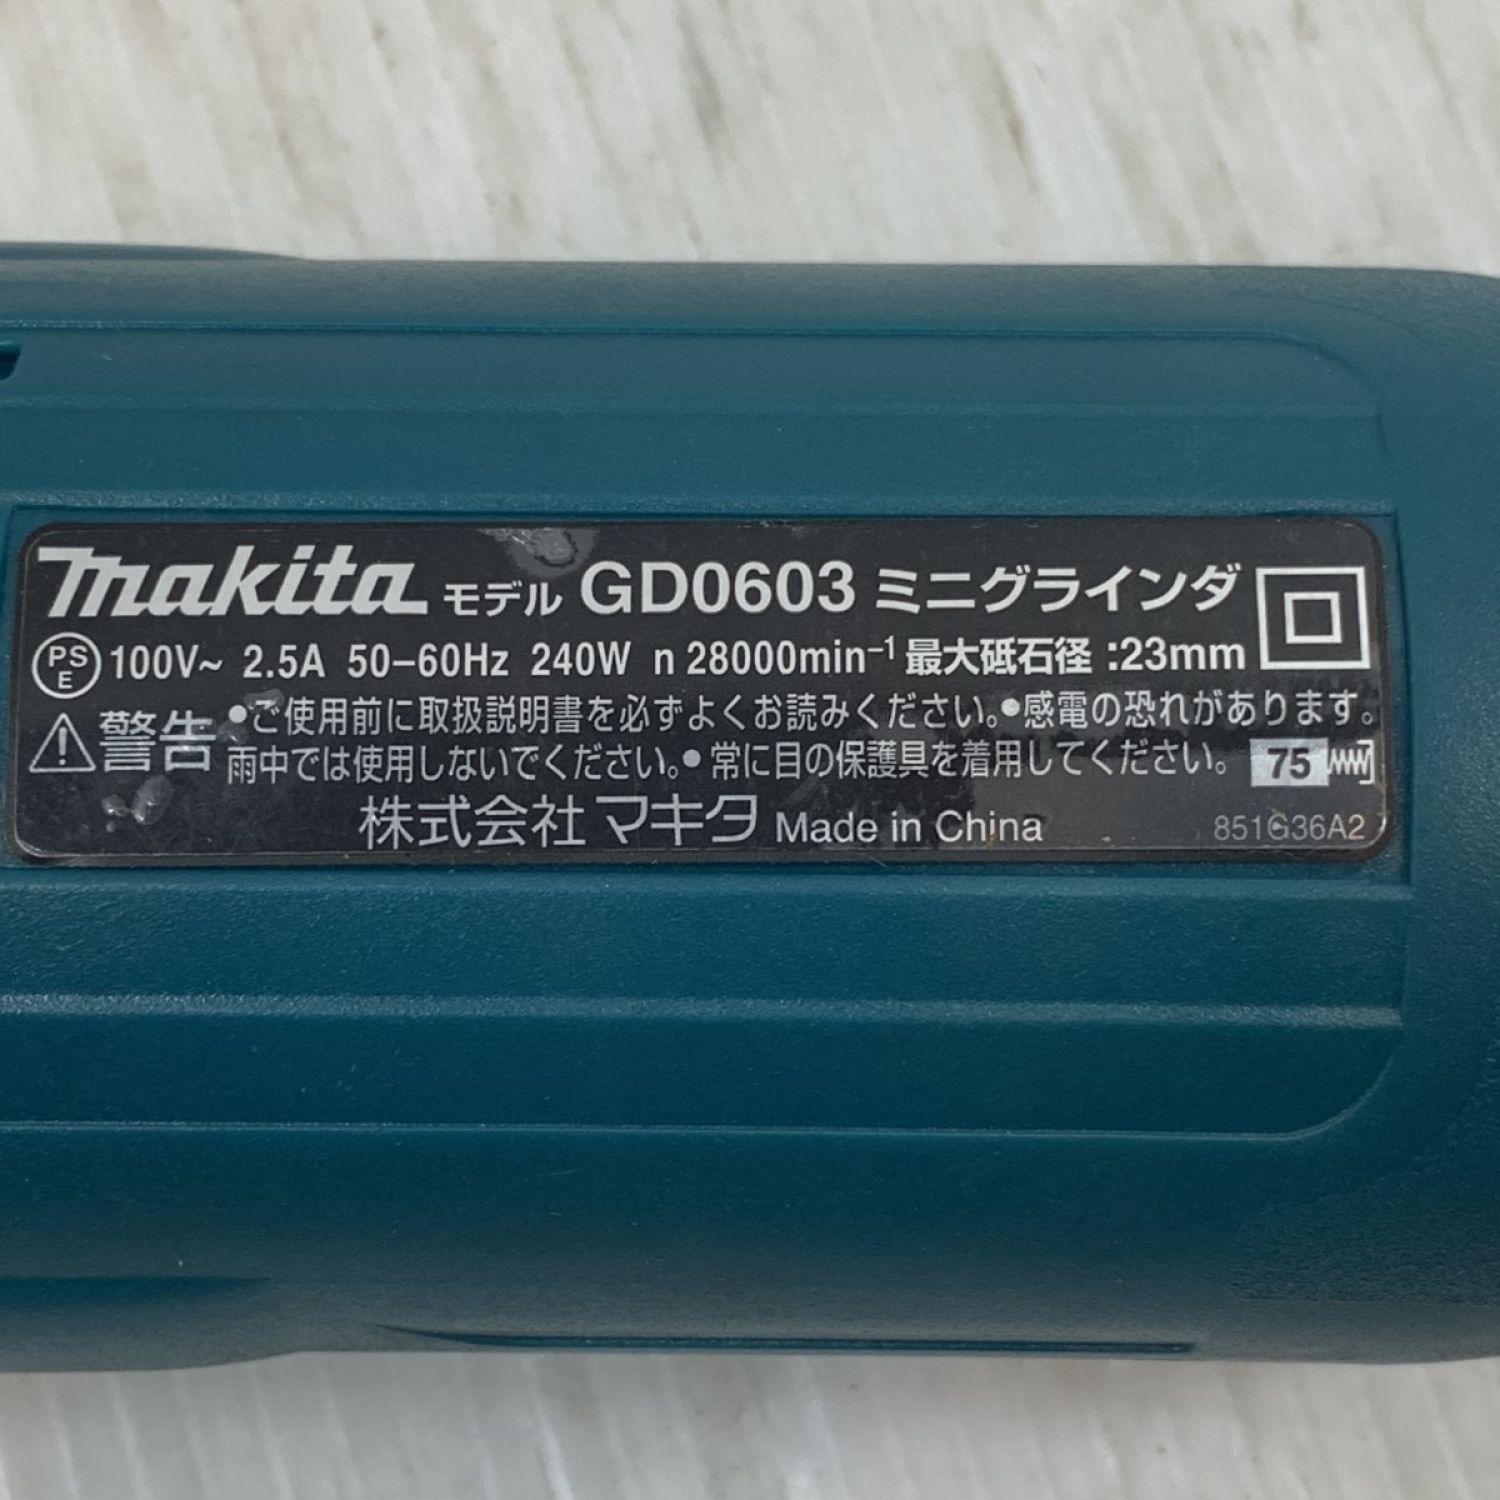 makita モデル GD0603 ミニグラインダ
PSE 100V~ 2.5A 50-60Hz 240W n 28000min⁻¹ 最大砥石径 :23mm
警告 ●ご使用前に取扱説明書を必ずよくお読みください。●感電の恐れがあります。
雨中では使用しないでください。●常に目の保護具を着用してください。 75
株式会社マキタ Made in China 851G36A2